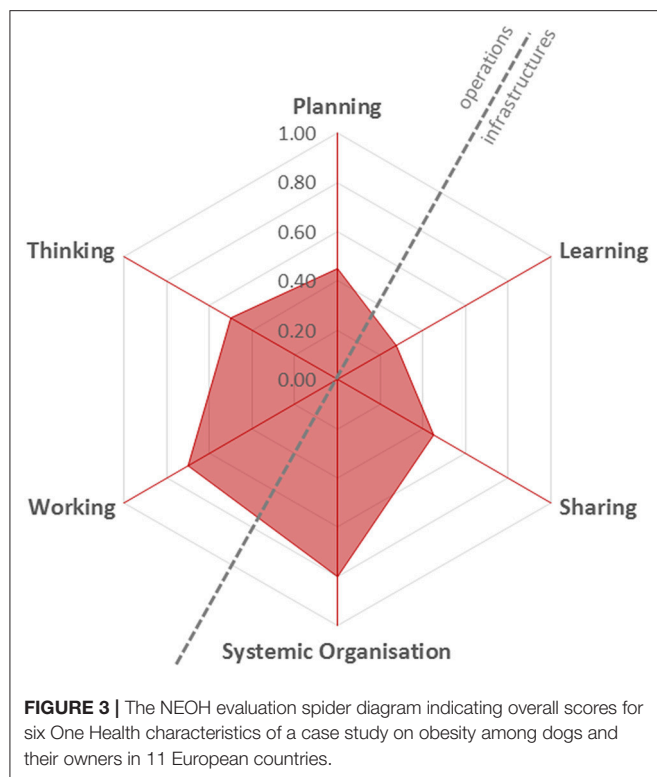 operations
infrastructures
Planning
1.00
0.80
Thinking
Learning
0.60
0.40
0.20
0.00
Working
Sharing
Systemic Organisation
FIGURE 3 | The NEOH evaluation spider diagram indicating overall scores for
six One Health characteristics of a case study on obesity among dogs and
their owners in 11 European countries.